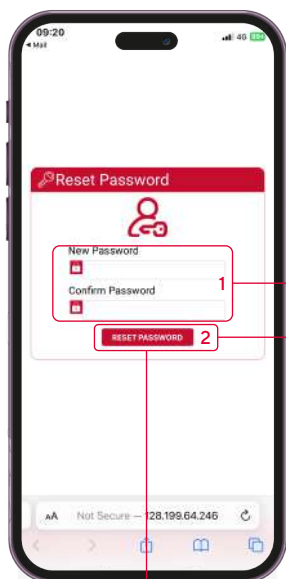 09:20
4G
Mail
Reset Password
New Password
1
Confirm Password
RESET PASSWORD
2
AA
Not Secure — 128.199.64.246